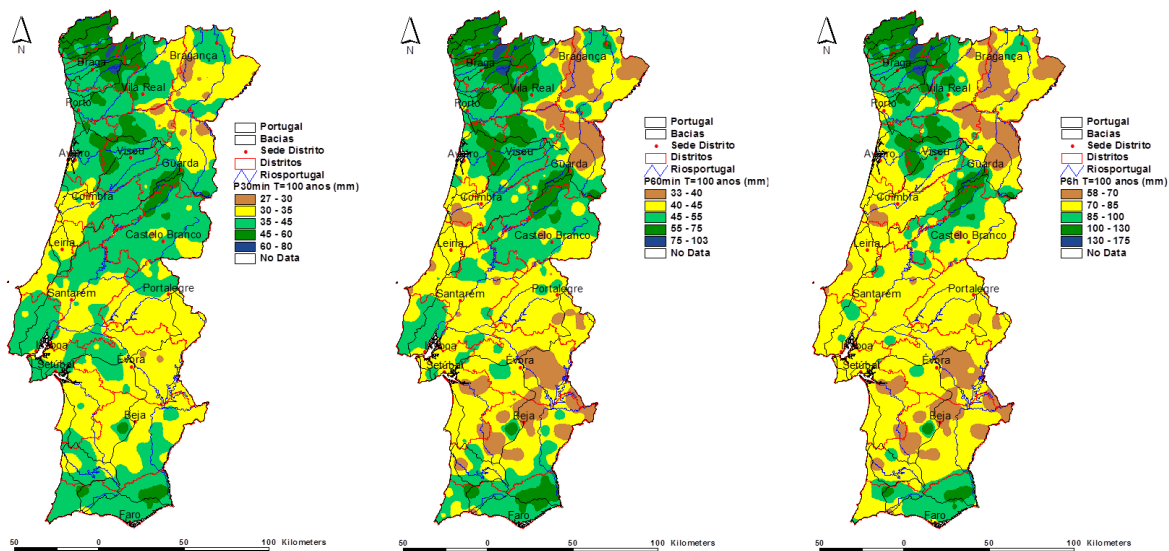 N
Bragança
Braga
Vila Real
Porto
Aveiro
Viseu
Guarda
Coimbra
Leiria
Castelo Branco
Santarém
Portalegre
Lisboa
Setúbal
Évora
Beja
Faro
Portugal
Bacias
Sede Distrito
Distritos
Riosportugal
P30min T=100 anos (mm)
27 - 30
30 - 35
35 - 45
45 - 60
60 - 80
No Data
50 0 50 100 Kilometers
N
Bragança
Braga
Vila Real
Porto
Aveiro
Viseu
Guarda
Coimbra
Leiria
Castelo Branco
Santarém
Portalegre
Lisboa
Setúbal
Évora
Beja
Faro
Portugal
Bacias
Sede Distrito
Distritos
Riosportugal
P60min T=100 anos (mm)
33 - 40
40 - 45
45 - 55
55 - 75
75 - 103
No Data
50 0 50 100 Kilometers
N
Bragança
Braga
Vila Real
Porto
Aveiro
Viseu
Guarda
Coimbra
Leiria
Castelo Branco
Santarém
Portalegre
Lisboa
Setúbal
Évora
Beja
Faro
Portugal
Bacias
Sede Distrito
Distritos
Riosportugal
P6h T=100 anos (mm)
58 - 70
70 - 85
85 - 100
100 - 130
130 - 175
No Data
50 0 50 100 Kilometers